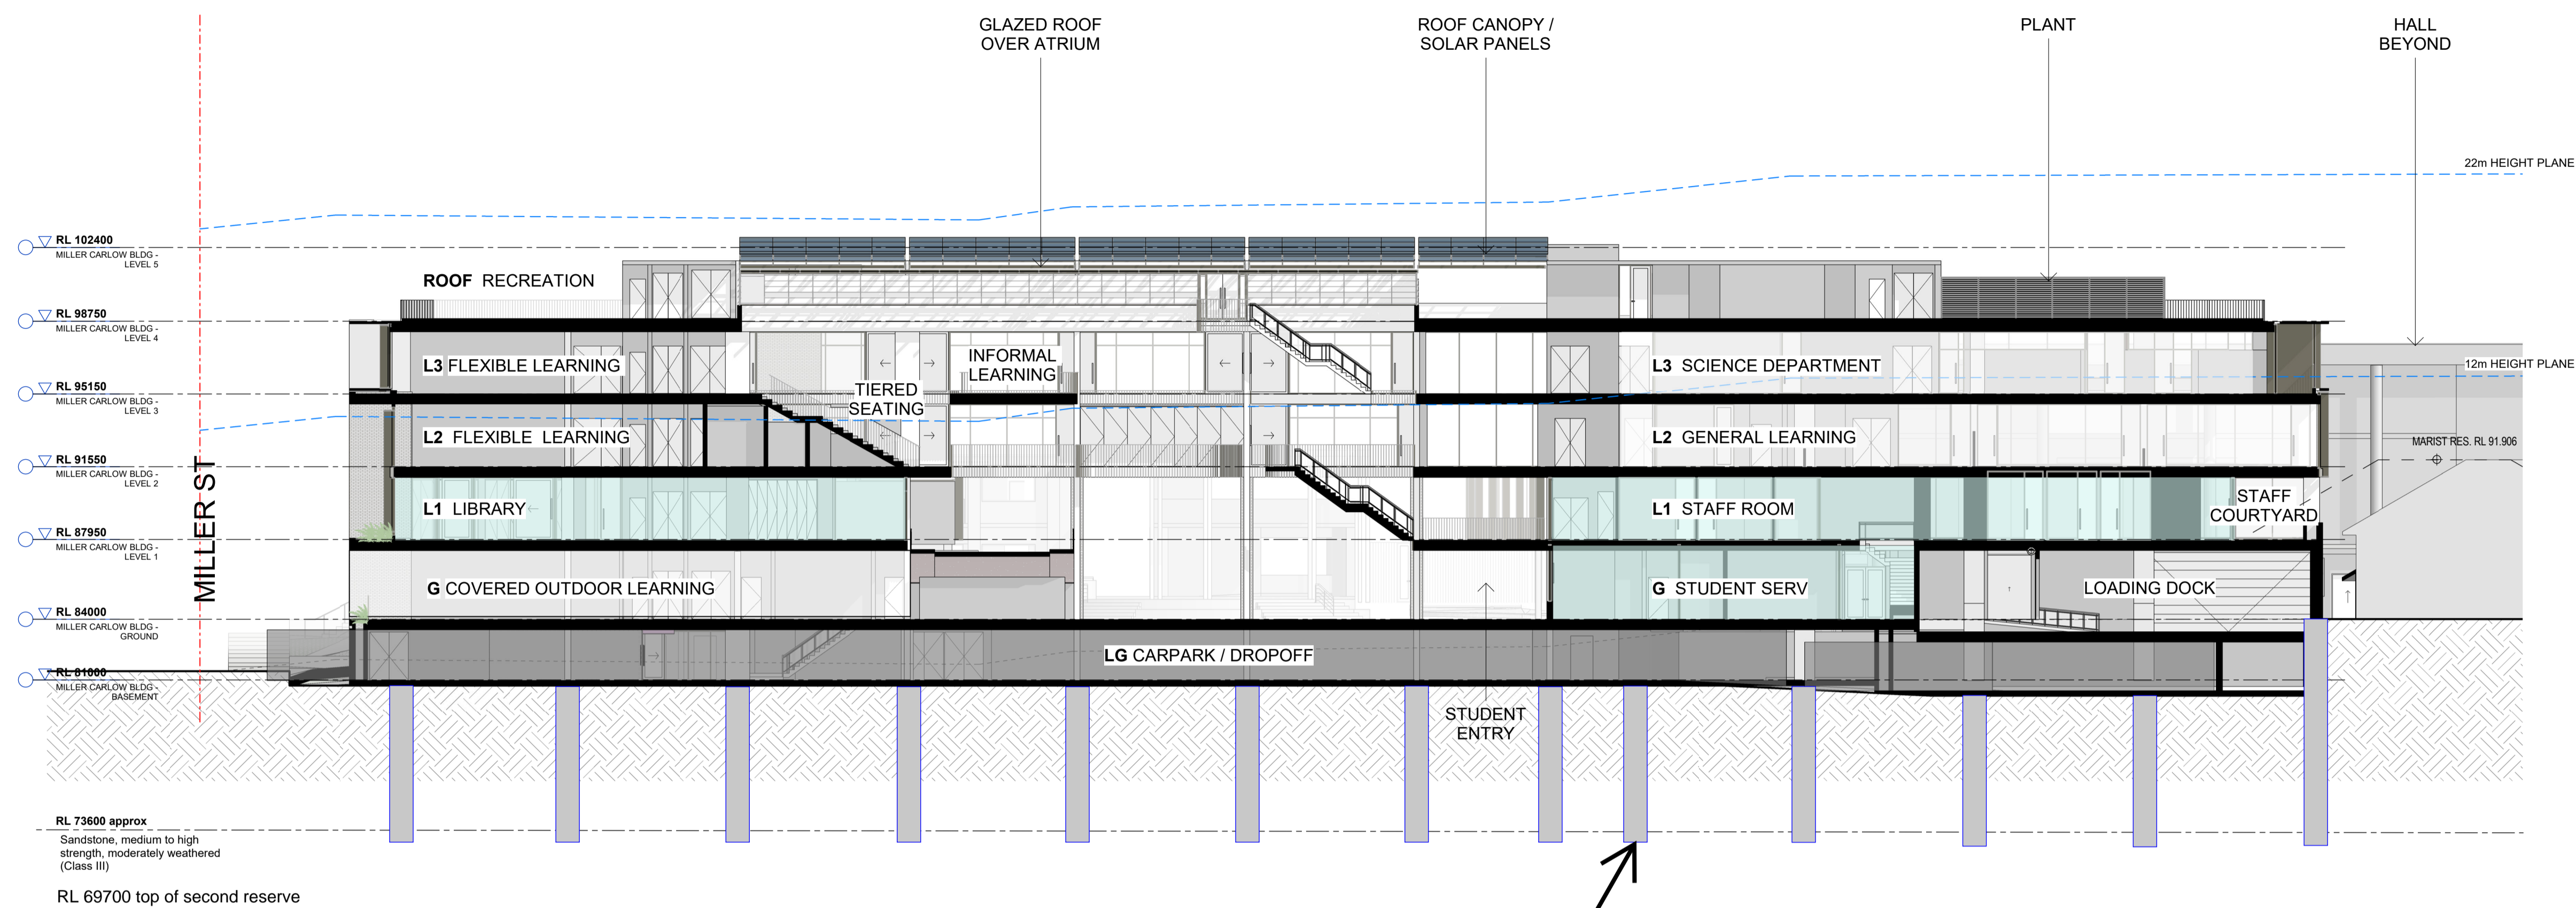 GLAZED ROOF
OVER ATRIUM
ROOF CANOPY /
SOLAR PANELS
PLANT
HALL
BEYOND
22m HEIGHT PLANE
RL 102400
MILLER CARLOW BLDG -
LEVEL 5
ROOF RECREATION
RL 98750
MILLER CARLOW BLDG -
LEVEL 4
L3 FLEXIBLE LEARNING
INFORMAL
LEARNING
L3 SCIENCE DEPARTMENT
12m HEIGHT PLANE
RL 95150
MILLER CARLOW BLDG -
LEVEL 3
TIERED
SEATING
L2 FLEXIBLE LEARNING
L2 GENERAL LEARNING
MARIST RES. RL 91.906
RL 91550
MILLER CARLOW BLDG -
LEVEL 2
MILLER ST
L1 LIBRARY
L1 STAFF ROOM
STAFF
COURTYARD
RL 87950
MILLER CARLOW BLDG -
LEVEL 1
G COVERED OUTDOOR LEARNING
G STUDENT SERV
LOADING DOCK
RL 84000
MILLER CARLOW BLDG -
GROUND
LG CARPARK / DROPOFF
RL 81000
MILLER CARLOW BLDG -
BASEMENT
STUDENT
ENTRY
RL 73600 approx
Sandstone, medium to high
strength, moderately weathered
(Class III)
RL 69700 top of second reserve